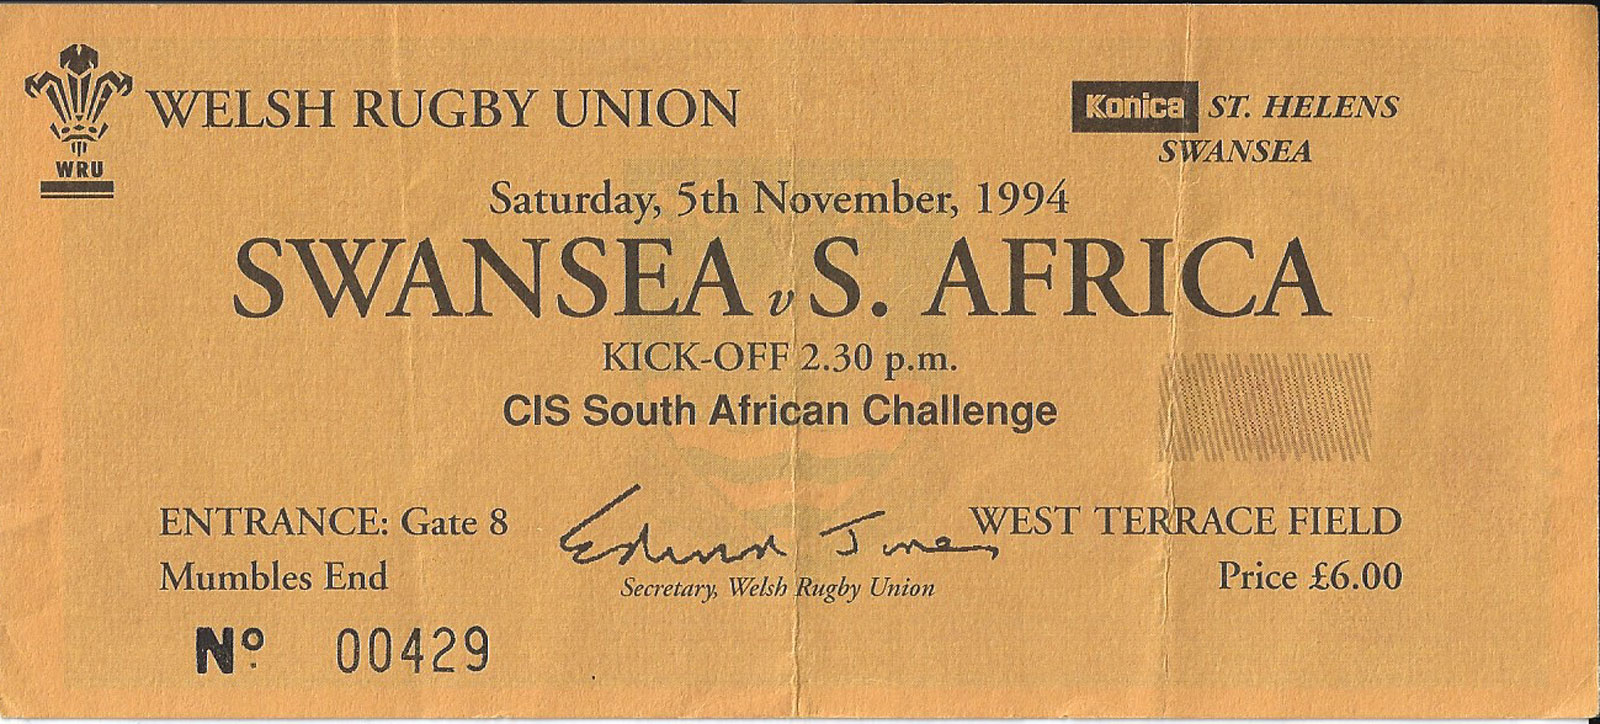 WELSH RUGBY UNION
WRU
Konica ST. HELENS
SWANSEA
Saturday, 5th November, 1994
SWANSEA v S. AFRICA
KICK-OFF 2.30 p.m.
CIS South African Challenge
ENTRANCE: Gate 8
Mumbles End
Edmund Jones
Secretary, Welsh Rugby Union
WEST TERRACE FIELD
Price £6.00
Nº 00429